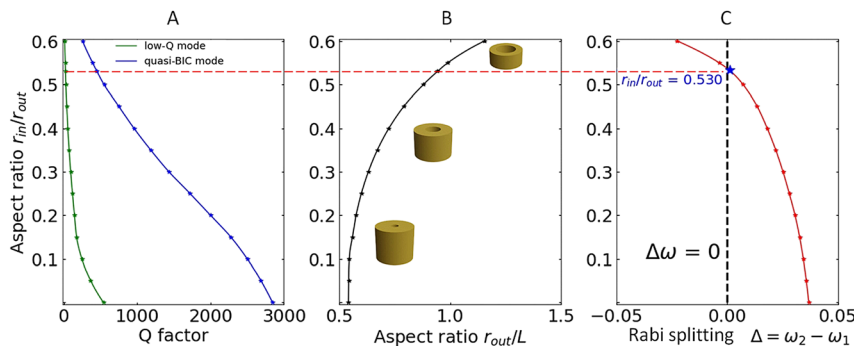 A
B
C
Aspect ratio r_in/r_out
0.6
0.5
0.4
0.3
0.2
0.1
low-Q mode
quasi-BIC mode
0
1000
2000
3000
Q factor
0.6
0.5
0.4
0.3
0.2
0.1
0.5
1.0
1.5
Aspect ratio r_out/L
0.6
0.5
0.4
0.3
0.2
0.1
r_in/r_out = 0.530
Δω = 0
−0.05
0.00
0.05
Rabi splitting Δ = ω₂ − ω₁